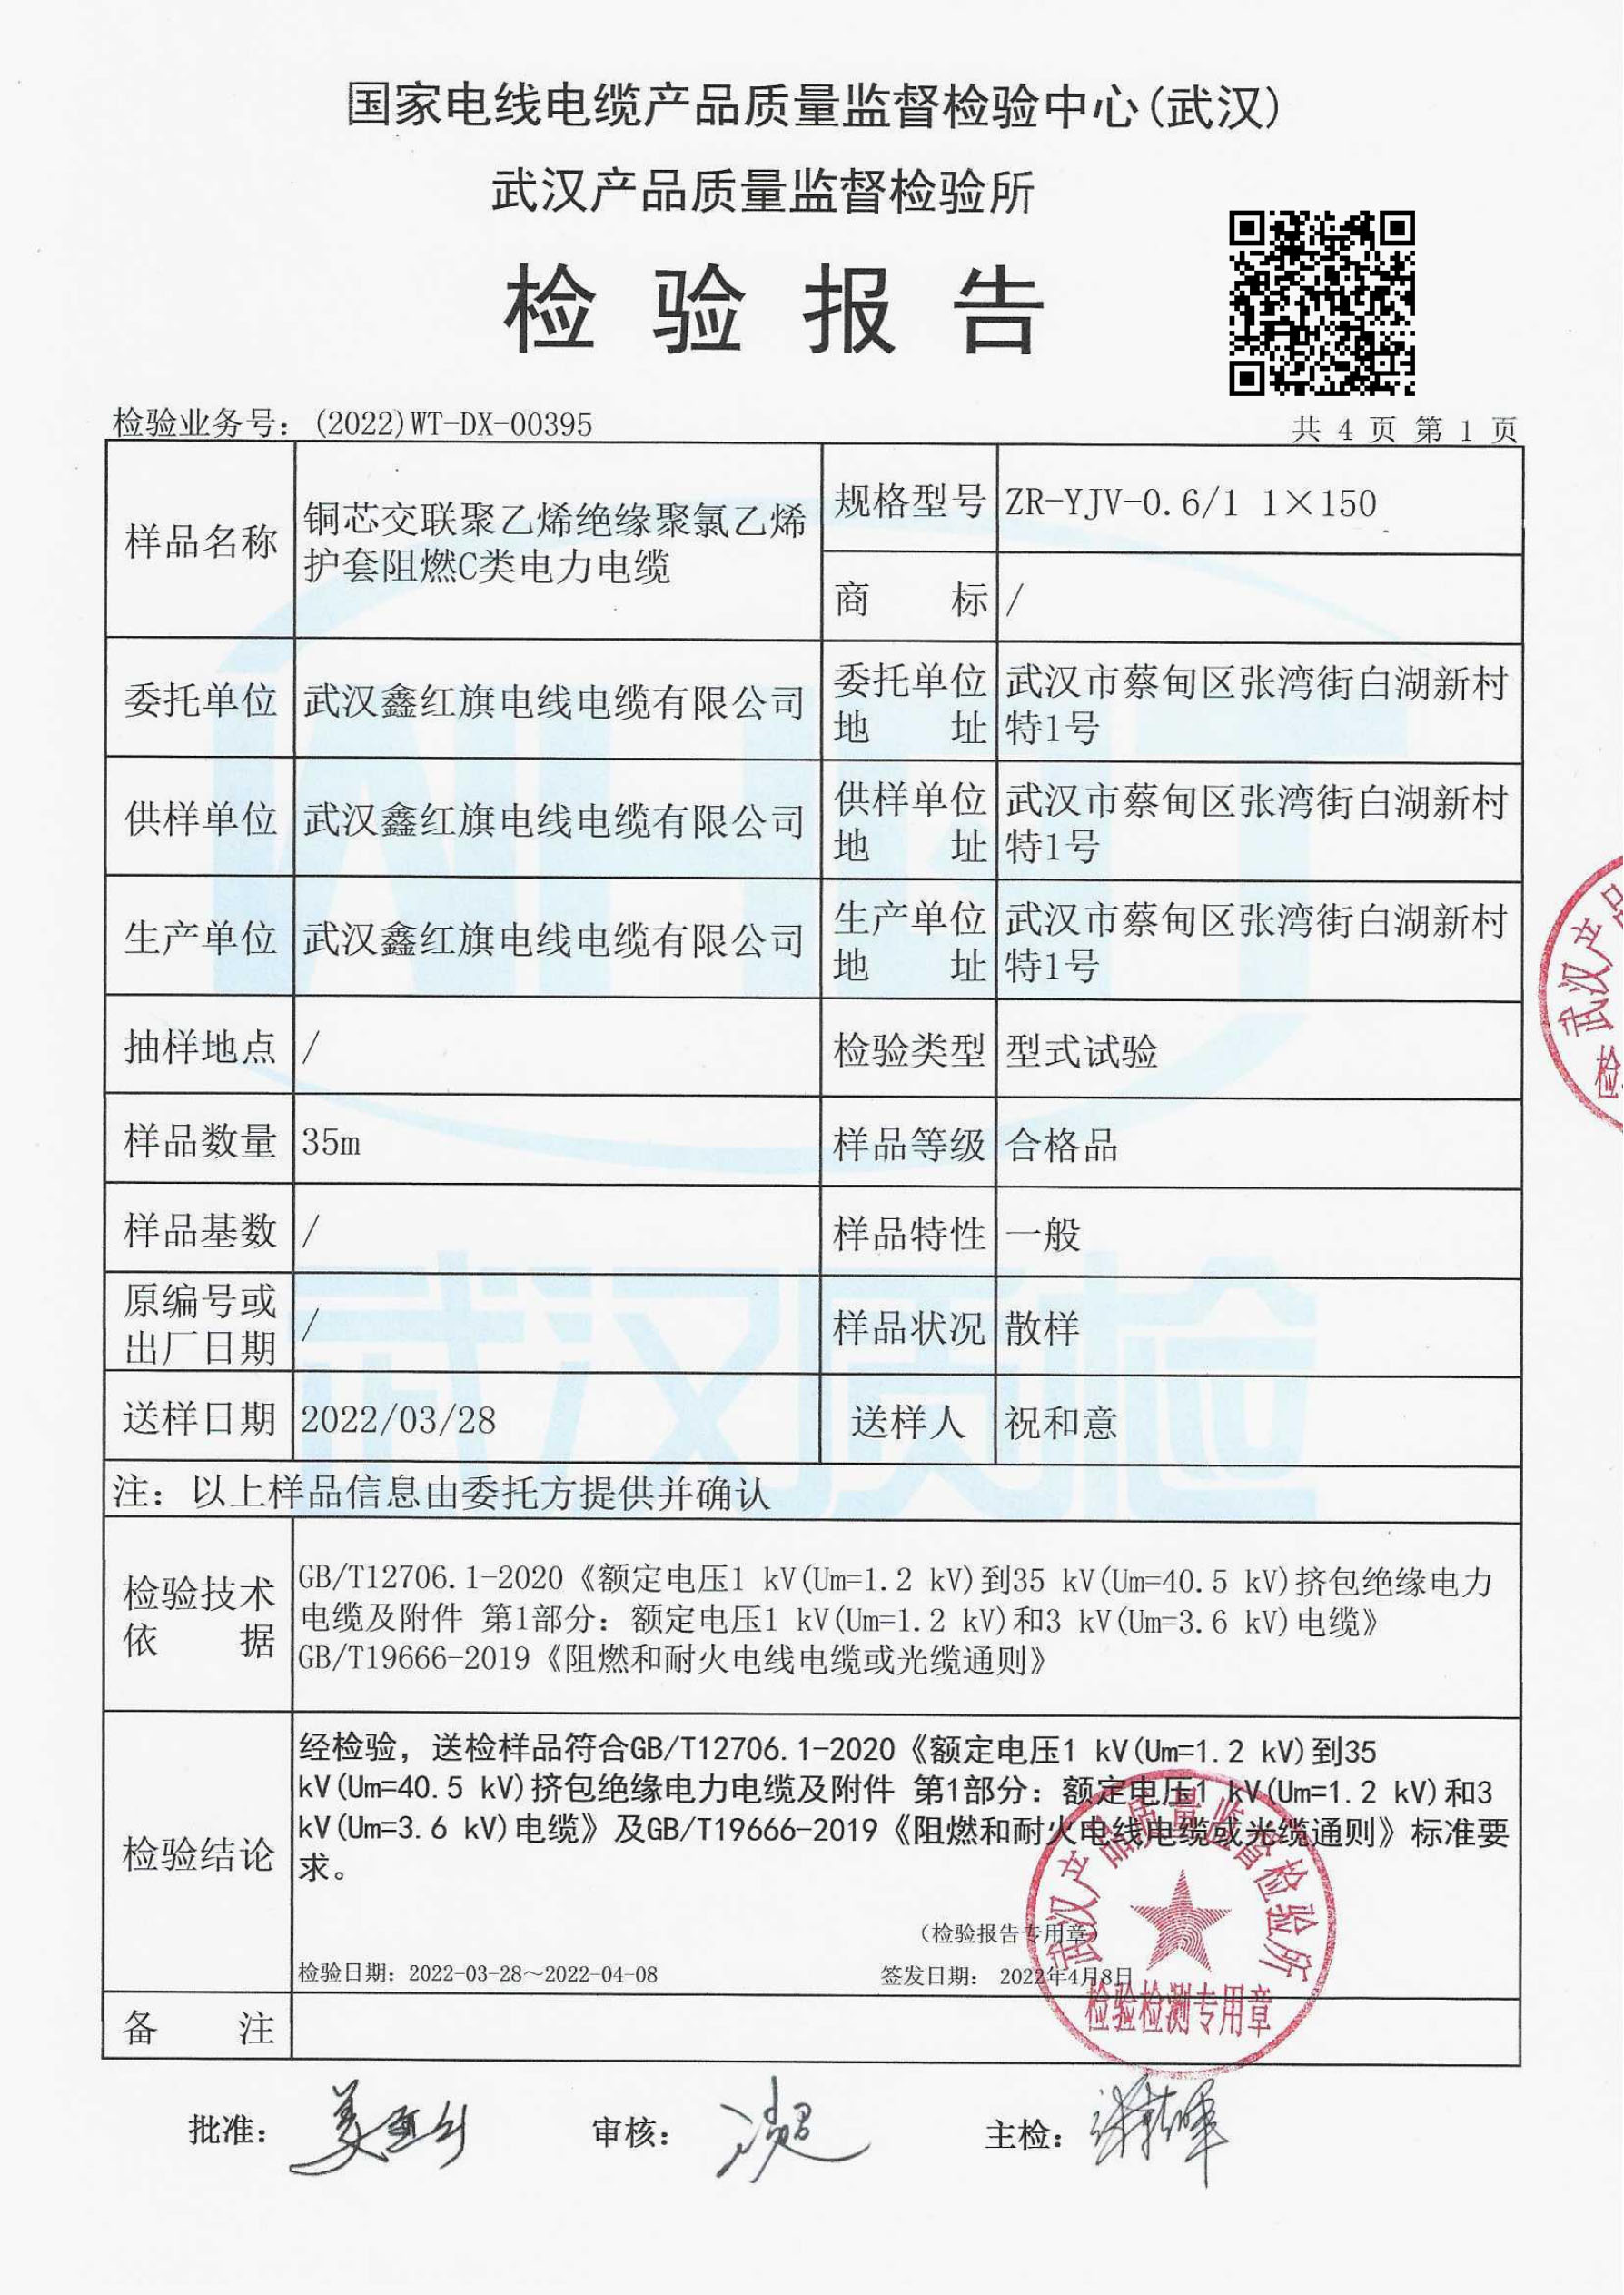 国家电线电缆产品质量监督检验中心(武汉)
武汉产品质量监督检验所
检验报告
检验业务号：(2022)WT-DX-00395
共 4 页 第 1 页
样品名称
铜芯交联聚乙烯绝缘聚氯乙烯
护套阻燃C类电力电缆
规格型号
ZR-YJV-0.6/1 1×150
商 标
/
委托单位
武汉鑫红旗电线电缆有限公司
委托单位
地 址
武汉市蔡甸区张湾街白湖新村
特1号
供样单位
武汉鑫红旗电线电缆有限公司
供样单位
地 址
武汉市蔡甸区张湾街白湖新村
特1号
生产单位
武汉鑫红旗电线电缆有限公司
生产单位
地 址
武汉市蔡甸区张湾街白湖新村
特1号
抽样地点
/
检验类型
型式试验
样品数量
35m
样品等级
合格品
样品基数
/
样品特性
一般
原编号或
出厂日期
/
样品状况
散样
送样日期
2022/03/28
送样人
祝和意
注：以上样品信息由委托方提供并确认
检验技术
依 据
GB/T12706.1-2020《额定电压1 kV(Um=1.2 kV)到35 kV(Um=40.5 kV)挤包绝缘电力
电缆及附件 第1部分：额定电压1 kV(Um=1.2 kV)和3 kV(Um=3.6 kV)电缆》
GB/T19666-2019《阻燃和耐火电线电缆或光缆通则》
检验结论
经检验，送检样品符合GB/T12706.1-2020《额定电压1 kV(Um=1.2 kV)到35
kV(Um=40.5 kV)挤包绝缘电力电缆及附件 第1部分：额定电压1 kV(Um=1.2 kV)和3
kV(Um=3.6 kV)电缆》及GB/T19666-2019《阻燃和耐火电线电缆或光缆通则》标准要
求。
（检验报告专用章）
检验日期：2022-03-28～2022-04-08
签发日期： 2022年4月8日
武汉产品质量监督检验所
检验检测专用章
备 注
批准：
审核：
主检：
武汉产品
检
武汉质检